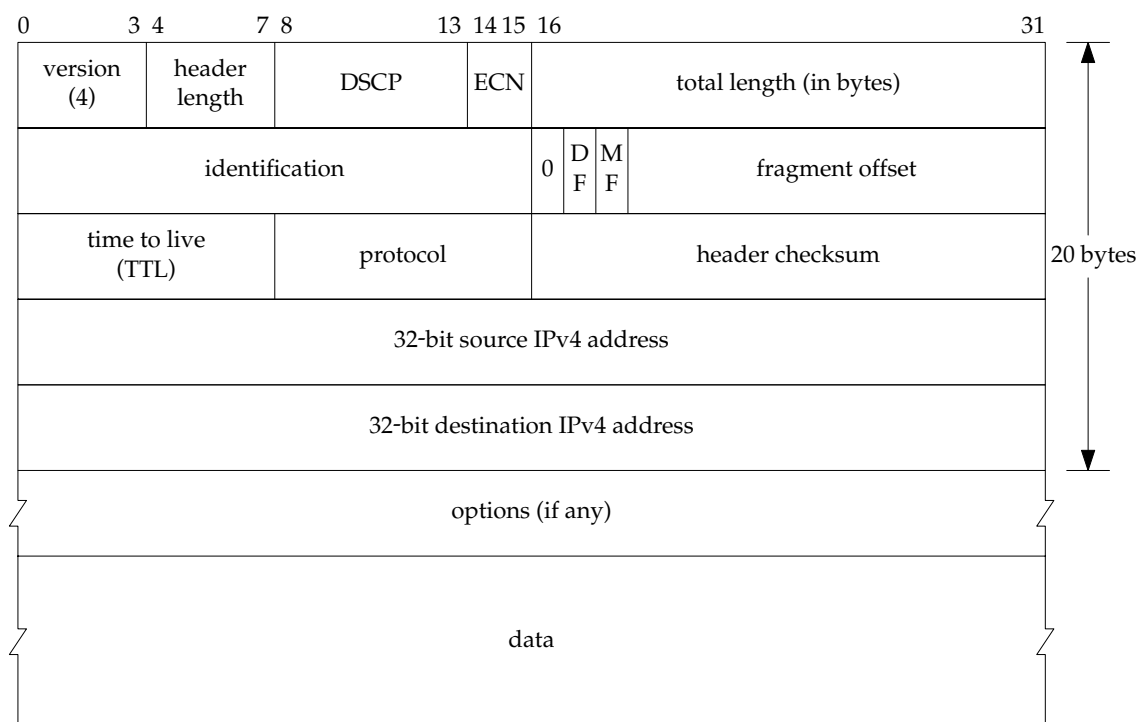 0 3 4 7 8 13 14 15 16 31
version header DSCP ECN total length (in bytes)
(4) length
identification 0 D M fragment offset
F F
time to live protocol header checksum 20 bytes
(TTL)
32-bit source IPv4 address
32-bit destination IPv4 address
options (if any)
data